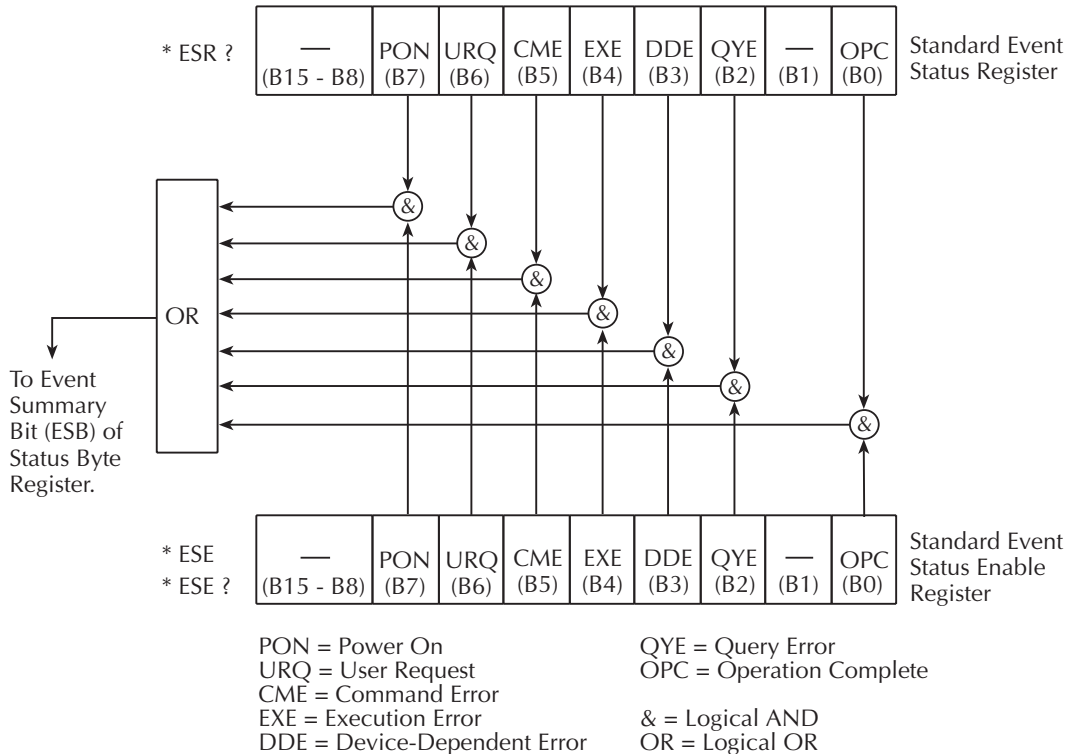 * ESR ?
— PON URQ CME EXE DDE QYE — OPC
(B15 - B8) (B7) (B6) (B5) (B4) (B3) (B2) (B1) (B0)
Standard Event
Status Register
&
&
&
&
&
&
&
OR
To Event
Summary
Bit (ESB) of
Status Byte
Register.
* ESE
* ESE ?
— PON URQ CME EXE DDE QYE — OPC
(B15 - B8) (B7) (B6) (B5) (B4) (B3) (B2) (B1) (B0)
Standard Event
Status Enable
Register
PON = Power On
URQ = User Request
CME = Command Error
EXE = Execution Error
DDE = Device-Dependent Error
QYE = Query Error
OPC = Operation Complete
& = Logical AND
OR = Logical OR